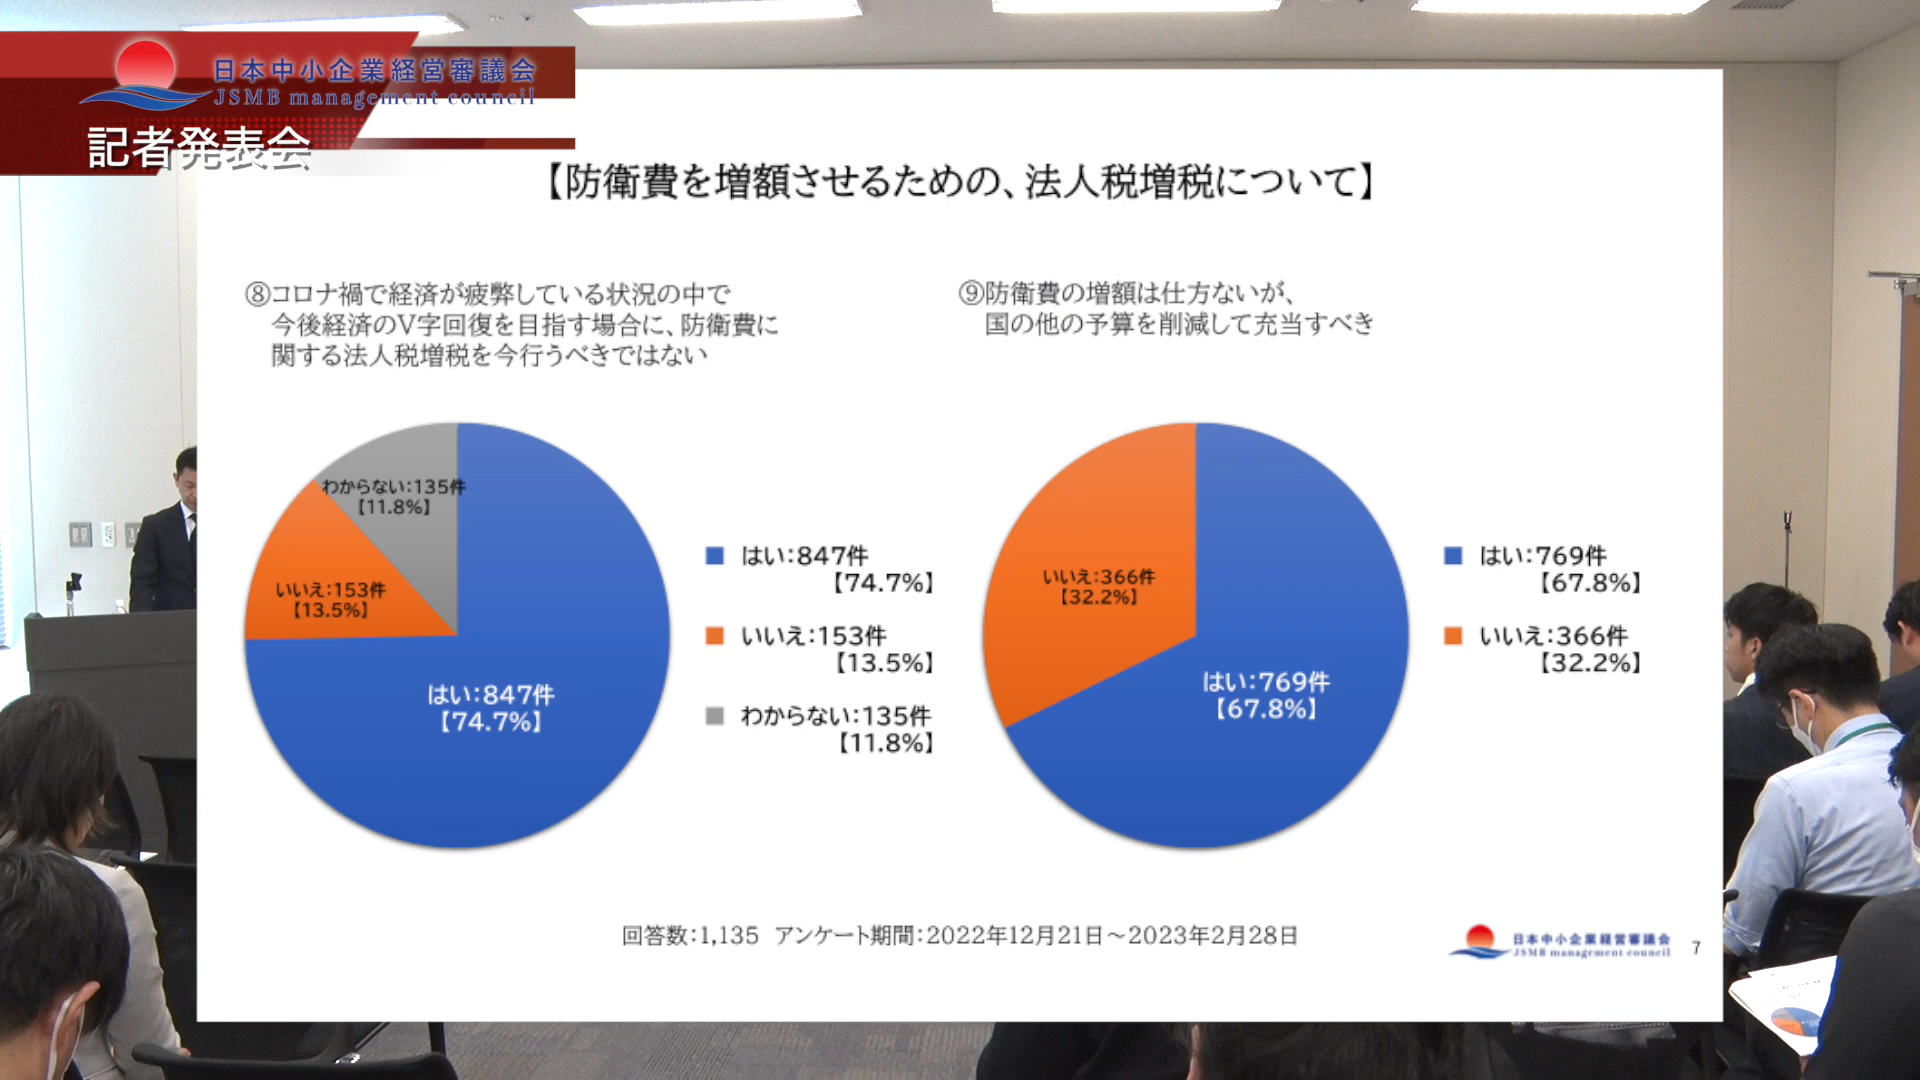 日本中小企業経営審議会
JSMB management council
記者発表会
【防衛費を増額させるための、法人税増税について】
⑧コロナ禍で経済が疲弊している状況の中で
今後経済のV字回復を目指す場合に、防衛費に
関する法人税増税を今行うべきではない
わからない:135件
【11.8%】
いいえ:153件
【13.5%】
はい:847件
【74.7%】
はい:847件
【74.7%】
いいえ:153件
【13.5%】
わからない:135件
【11.8%】
⑨防衛費の増額は仕方ないが、
国の他の予算を削減して充当すべき
いいえ:366件
【32.2%】
はい:769件
【67.8%】
はい:769件
【67.8%】
いいえ:366件
【32.2%】
回答数:1,135 アンケート期間:2022年12月21日～2023年2月28日
日本中小企業経営審議会
JSMB management council
7